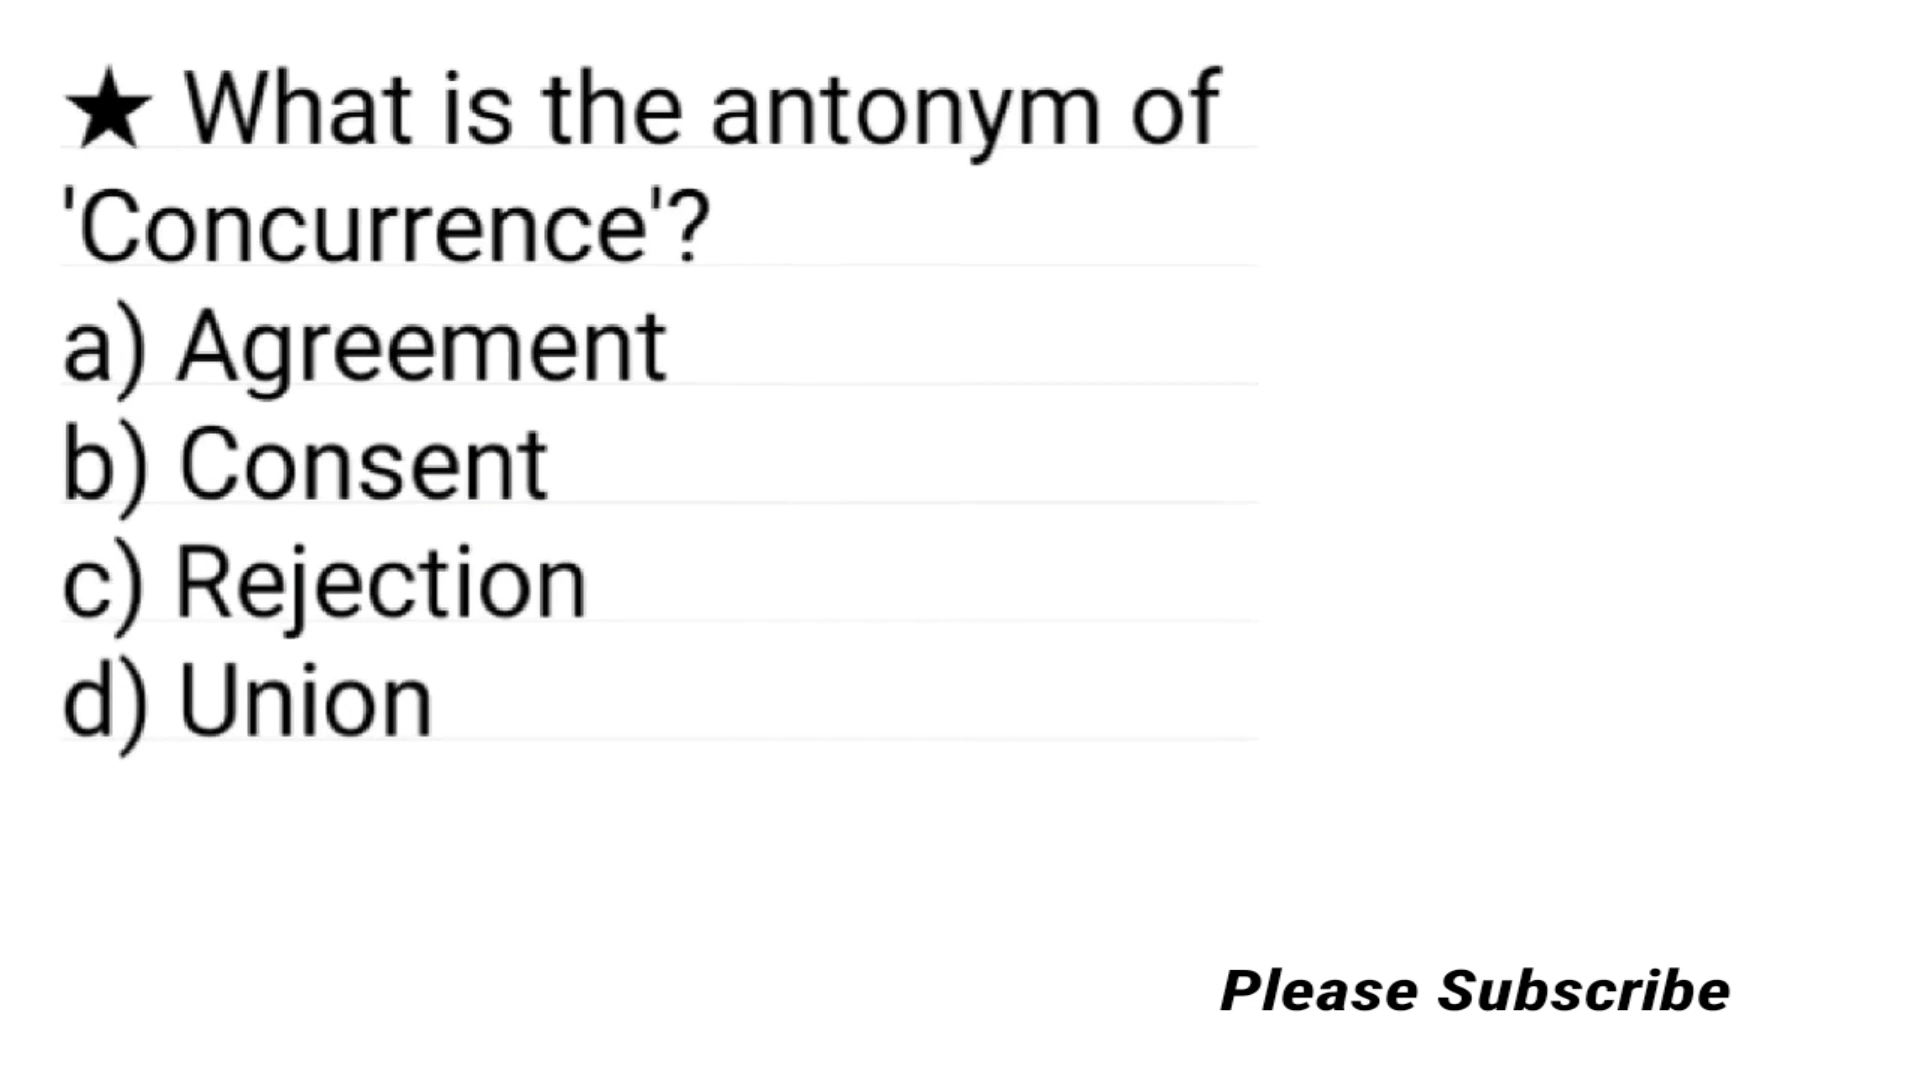 ★ What is the antonym of
'Concurrence'?
a) Agreement
b) Consent
c) Rejection
d) Union
Please Subscribe